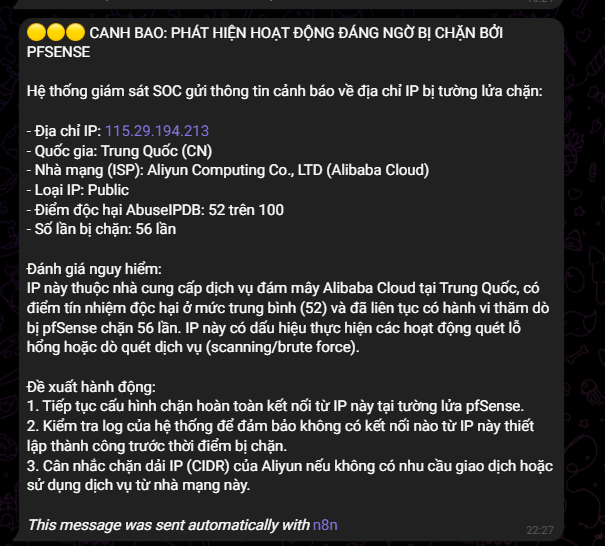 🟡🟡🟡 CANH BAO: PHÁT HIỆN HOẠT ĐỘNG ĐÁNG NGỜ BỊ CHẶN BỞI
PFSENSE
Hệ thống giám sát SOC gửi thông tin cảnh báo về địa chỉ IP bị tường lửa chặn:
- Địa chỉ IP: 115.29.194.213
- Quốc gia: Trung Quốc (CN)
- Nhà mạng (ISP): Aliyun Computing Co., LTD (Alibaba Cloud)
- Loại IP: Public
- Điểm độc hại AbuseIPDB: 52 trên 100
- Số lần bị chặn: 56 lần
Đánh giá nguy hiểm:
IP này thuộc nhà cung cấp dịch vụ đám mây Alibaba Cloud tại Trung Quốc, có
điểm tín nhiệm độc hại ở mức trung bình (52) và đã liên tục có hành vi thăm dò
bị pfSense chặn 56 lần. IP này có dấu hiệu thực hiện các hoạt động quét lỗ
hổng hoặc dò quét dịch vụ (scanning/brute force).
Đề xuất hành động:
1. Tiếp tục cấu hình chặn hoàn toàn kết nối từ IP này tại tường lửa pfSense.
2. Kiểm tra log của hệ thống để đảm bảo không có kết nối nào từ IP này thiết
lập thành công trước thời điểm bị chặn.
3. Cân nhắc chặn dải IP (CIDR) của Aliyun nếu không có nhu cầu giao dịch hoặc
sử dụng dịch vụ từ nhà mạng này.
This message was sent automatically with n8n
22:27